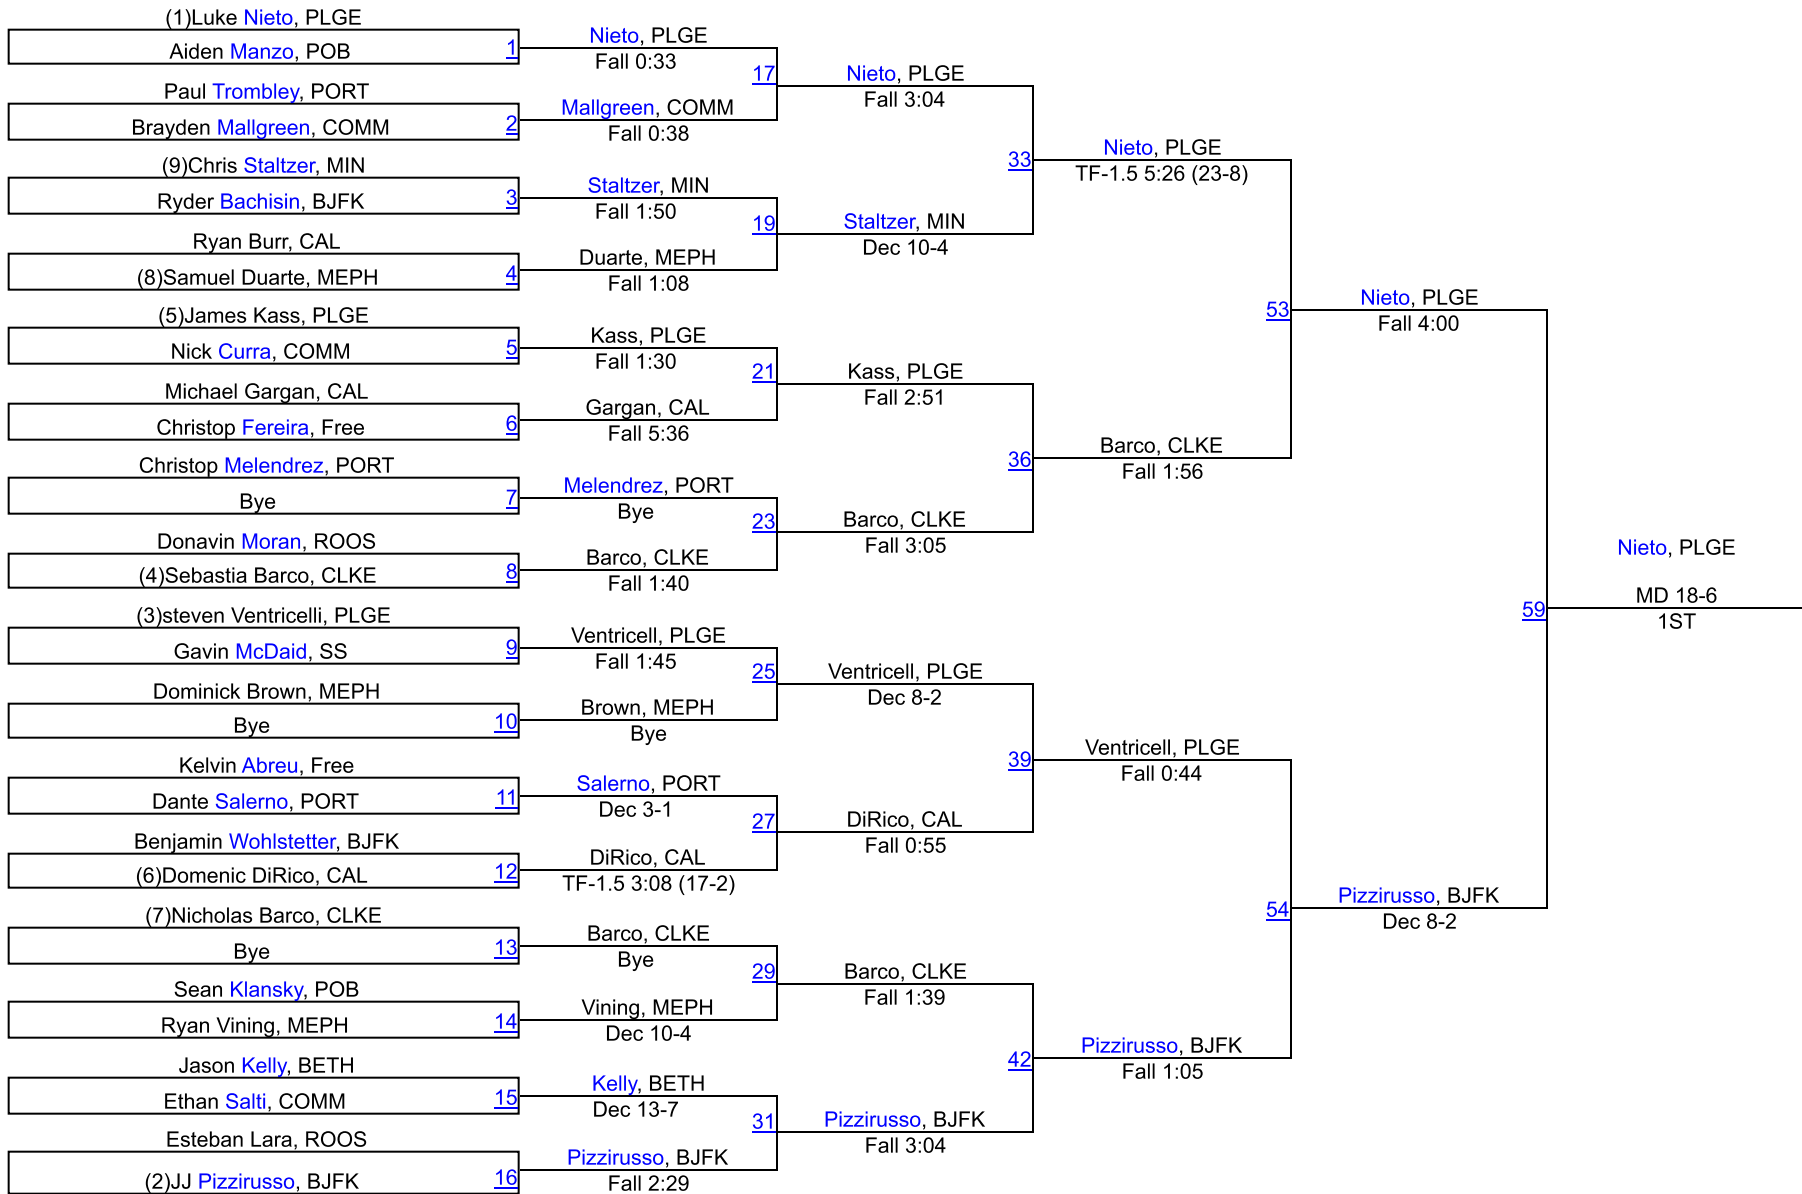 (1)Luke Nieto, PLGE
Aiden Manzo, POB
1
Paul Trombley, PORT
Brayden Mallgreen, COMM
2
(9)Chris Staltzer, MIN
Ryder Bachisin, BJFK
3
Ryan Burr, CAL
(8)Samuel Duarte, MEPH
4
(5)James Kass, PLGE
Nick Curra, COMM
5
Michael Gargan, CAL
Christop Fereira, Free
6
Christop Melendrez, PORT
Bye
7
Donavin Moran, ROOS
(4)Sebastia Barco, CLKE
8
(3)steven Ventricelli, PLGE
Gavin McDaid, SS
9
Dominick Brown, MEPH
Bye
10
Kelvin Abreu, Free
Dante Salerno, PORT
11
Benjamin Wohlstetter, BJFK
(6)Domenic DiRico, CAL
12
(7)Nicholas Barco, CLKE
Bye
13
Sean Klansky, POB
Ryan Vining, MEPH
14
Jason Kelly, BETH
Ethan Salti, COMM
15
Esteban Lara, ROOS
(2)JJ Pizzirusso, BJFK
16
Nieto, PLGE
Fall 0:33
17
Mallgreen, COMM
Fall 0:38
Staltzer, MIN
Fall 1:50
19
Duarte, MEPH
Fall 1:08
Kass, PLGE
Fall 1:30
21
Gargan, CAL
Fall 5:36
Melendrez, PORT
Bye
23
Barco, CLKE
Fall 1:40
Ventricell, PLGE
Fall 1:45
25
Brown, MEPH
Bye
Salerno, PORT
Dec 3-1
27
DiRico, CAL
TF-1.5 3:08 (17-2)
Barco, CLKE
Bye
29
Vining, MEPH
Dec 10-4
Kelly, BETH
Dec 13-7
31
Pizzirusso, BJFK
Fall 2:29
Nieto, PLGE
Fall 3:04
33
Staltzer, MIN
Dec 10-4
Kass, PLGE
Fall 2:51
36
Barco, CLKE
Fall 3:05
Ventricell, PLGE
Dec 8-2
39
DiRico, CAL
Fall 0:55
Barco, CLKE
Fall 1:39
42
Pizzirusso, BJFK
Fall 3:04
Nieto, PLGE
TF-1.5 5:26 (23-8)
53
Barco, CLKE
Fall 1:56
Ventricell, PLGE
Fall 0:44
54
Pizzirusso, BJFK
Fall 1:05
Nieto, PLGE
Fall 4:00
59
Pizzirusso, BJFK
Dec 8-2
Nieto, PLGE
MD 18-6
1ST